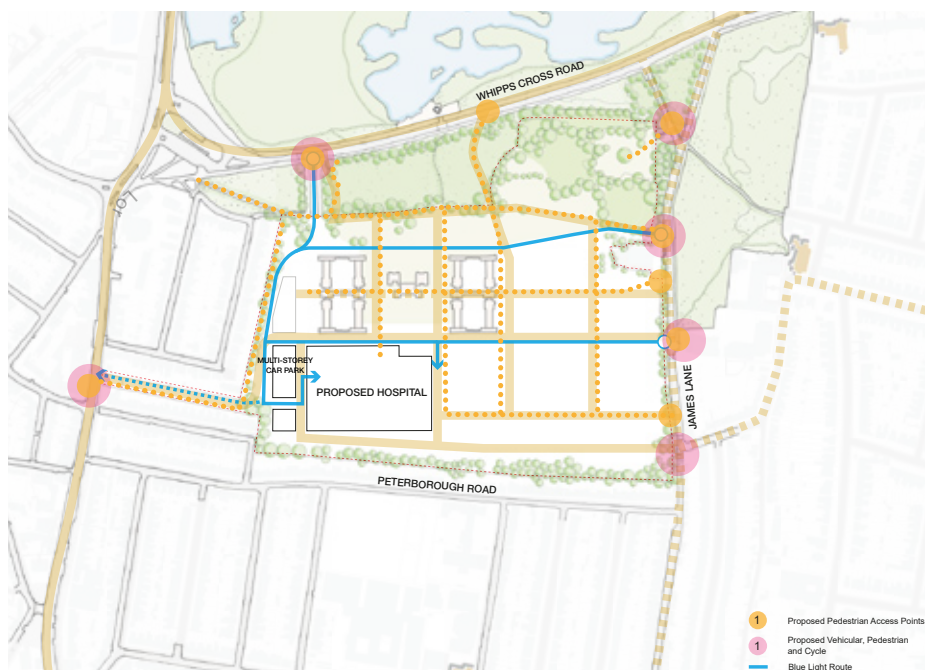 WHIPPS CROSS ROAD
Lor
MULTI-STOREY
CAR PARK
PROPOSED HOSPITAL
JAMES LANE
PETERBOROUGH ROAD
1 Proposed Pedestrian Access Points
1 Proposed Vehicular, Pedestrian
and Cycle
Blue Light Route